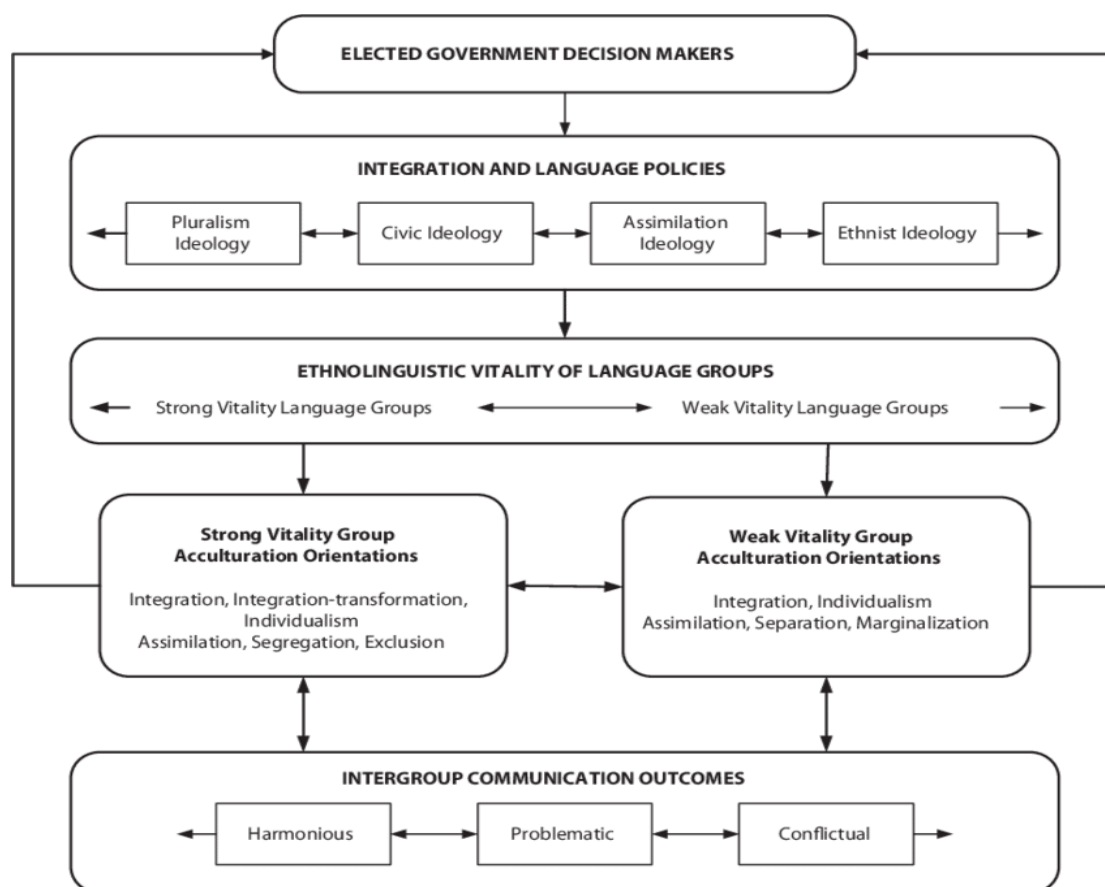 ELECTED GOVERNMENT DECISION MAKERS
INTEGRATION AND LANGUAGE POLICIES
Pluralism
Ideology
Civic Ideology
Assimilation
Ideology
Ethnist Ideology
ETHNOLINGUISTIC VITALITY OF LANGUAGE GROUPS
Strong Vitality Language Groups
Weak Vitality Language Groups
Strong Vitality Group
Acculturation Orientations
Integration, Integration-transformation,
Individualism
Assimilation, Segregation, Exclusion
Weak Vitality Group
Acculturation Orientations
Integration, Individualism
Assimilation, Separation, Marginalization
INTERGROUP COMMUNICATION OUTCOMES
Harmonious
Problematic
Conflictual